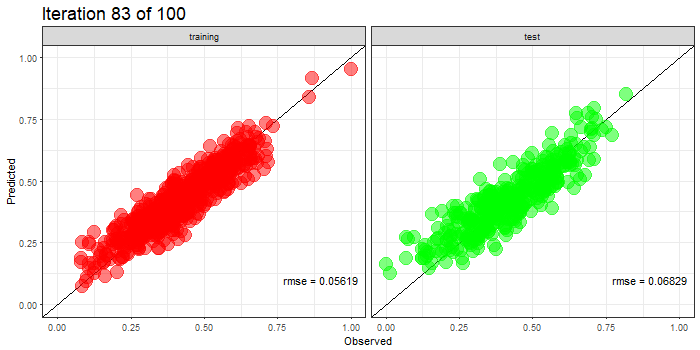 Iteration 83 of 100
training
test
1.00
0.75
0.50
0.25
0.00
Predicted
rmse = 0.05619
rmse = 0.06829
0.00 0.25 0.50 0.75 1.00 0.00 0.25 0.50 0.75 1.00
Observed